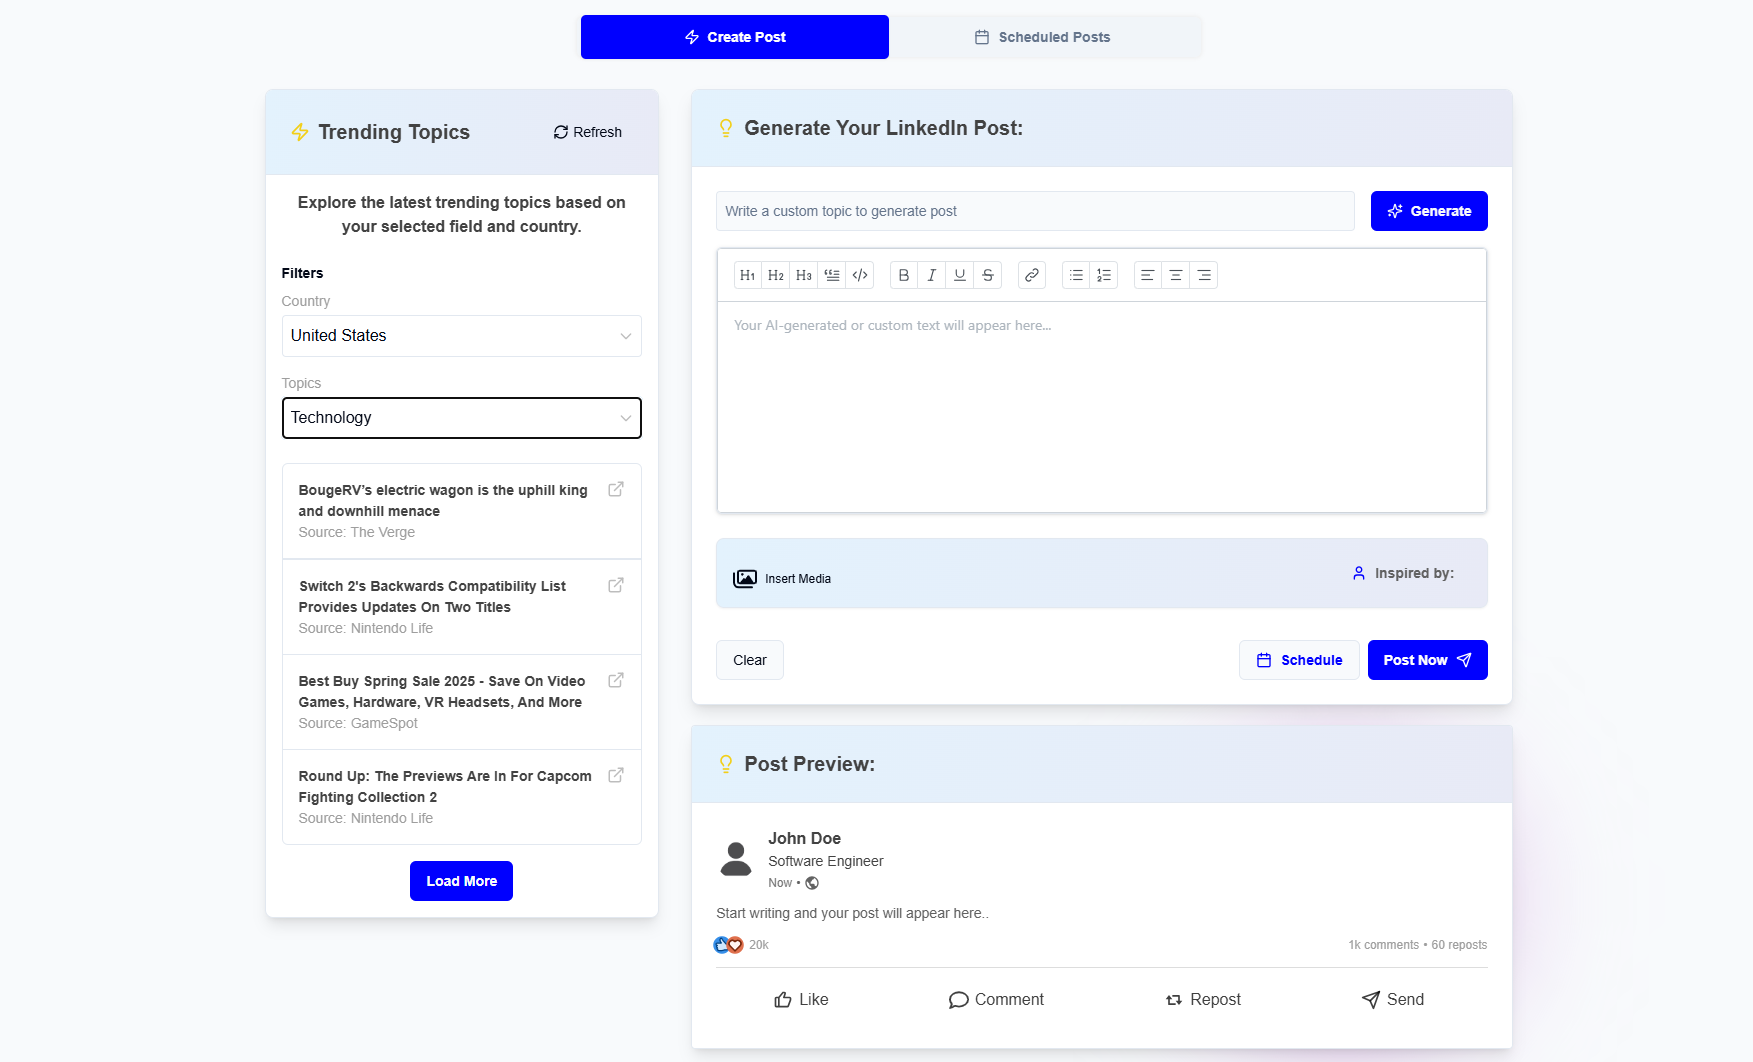 Create Post
Scheduled Posts
Trending Topics
Refresh
Explore the latest trending topics based on
your selected field and country.
Filters
Country
United States
Topics
Technology
BougeRV's electric wagon is the uphill king
and downhill menace
Source: The Verge
Switch 2's Backwards Compatibility List
Provides Updates On Two Titles
Source: Nintendo Life
Best Buy Spring Sale 2025 - Save On Video
Games, Hardware, VR Headsets, And More
Source: GameSpot
Round Up: The Previews Are In For Capcom
Fighting Collection 2
Source: Nintendo Life
Load More
Generate Your LinkedIn Post:
Write a custom topic to generate post
Generate
H1 H2 H3 B I U S
Your AI-generated or custom text will appear here...
Insert Media
Inspired by:
Clear
Schedule
Post Now
Post Preview:
John Doe
Software Engineer
Now •
Start writing and your post will appear here..
20k
1k comments • 60 reposts
Like
Comment
Repost
Send